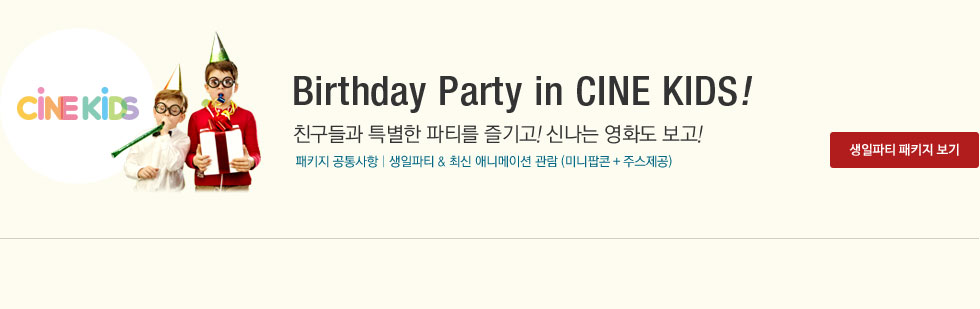 CINE KIDS
Birthday Party in CINE KIDS!
친구들과 특별한 파티를 즐기고! 신나는 영화도 보고!
패키지 공통사항 | 생일파티 & 최신 애니메이션 관람 (미니팝콘 + 주스제공)
생일파티 패키지 보기